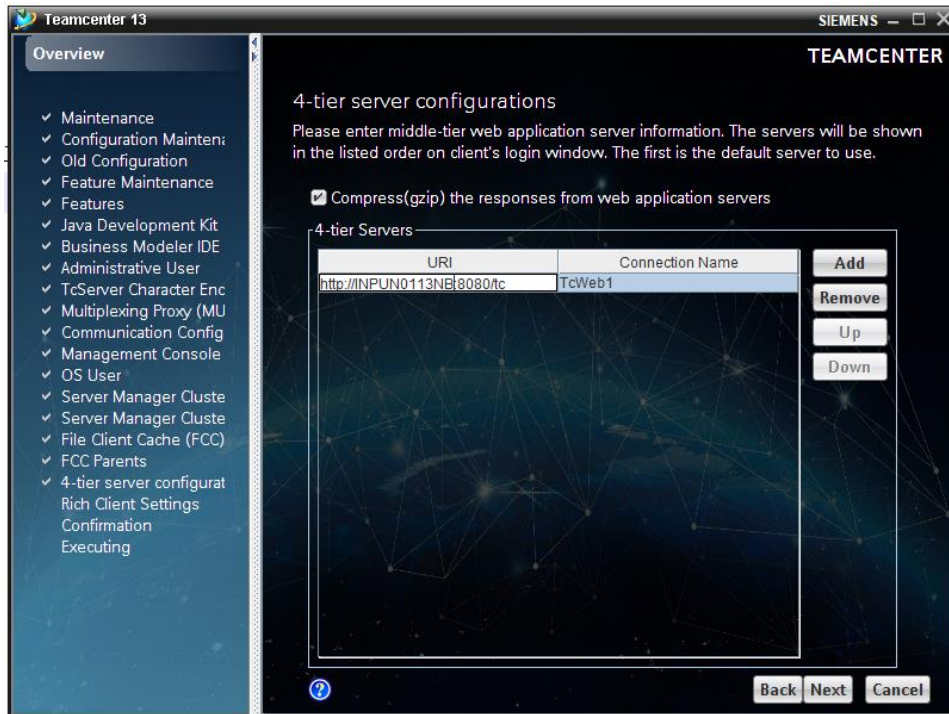 Teamcenter 13
SIEMENS
Overview
TEAMCENTER
Maintenance
Configuration Maintena
Old Configuration
Feature Maintenance
Features
Java Development Kit
Business Modeler IDE
Administrative User
TcServer Character Enc
Multiplexing Proxy (MU
Communication Config
Management Console
OS User
Server Manager Cluste
Server Manager Cluste
File Client Cache (FCC)
FCC Parents
4-tier server configurat
Rich Client Settings
Confirmation
Executing
4-tier server configurations
Please enter middle-tier web application server information. The servers will be shown
in the listed order on client's login window. The first is the default server to use.
Compress(gzip) the responses from web application servers
4-tier Servers
URI Connection Name
http://INPUN0113NB:8080/tc TcWeb1
Add
Remove
Up
Down
?
Back Next Cancel